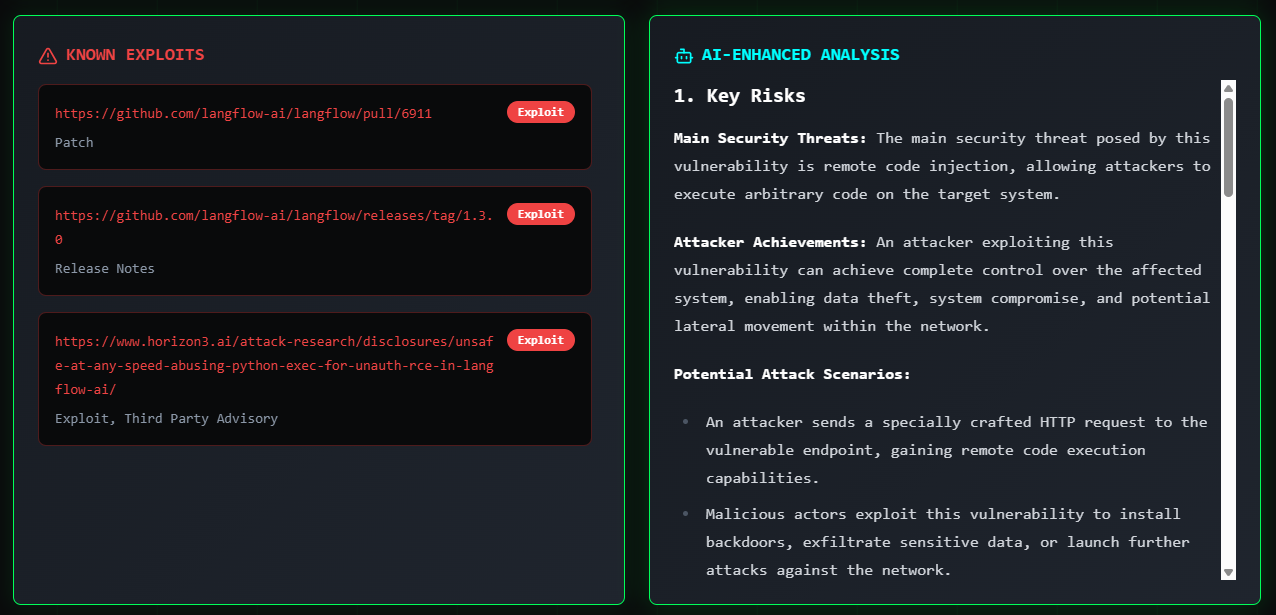 KNOWN EXPLOITS
https://github.com/langflow-ai/langflow/pull/6911
Exploit
Patch
https://github.com/langflow-ai/langflow/releases/tag/1.3.
0
Exploit
Release Notes
https://www.horizon3.ai/attack-research/disclosures/unsaf
e-at-any-speed-abusing-python-exec-for-unauth-rce-in-lang
flow-ai/
Exploit
Exploit, Third Party Advisory
AI-ENHANCED ANALYSIS
1. Key Risks
Main Security Threats: The main security threat posed by this
vulnerability is remote code injection, allowing attackers to
execute arbitrary code on the target system.
Attacker Achievements: An attacker exploiting this
vulnerability can achieve complete control over the affected
system, enabling data theft, system compromise, and potential
lateral movement within the network.
Potential Attack Scenarios:
• An attacker sends a specially crafted HTTP request to the
vulnerable endpoint, gaining remote code execution
capabilities.
• Malicious actors exploit this vulnerability to install
backdoors, exfiltrate sensitive data, or launch further
attacks against the network.